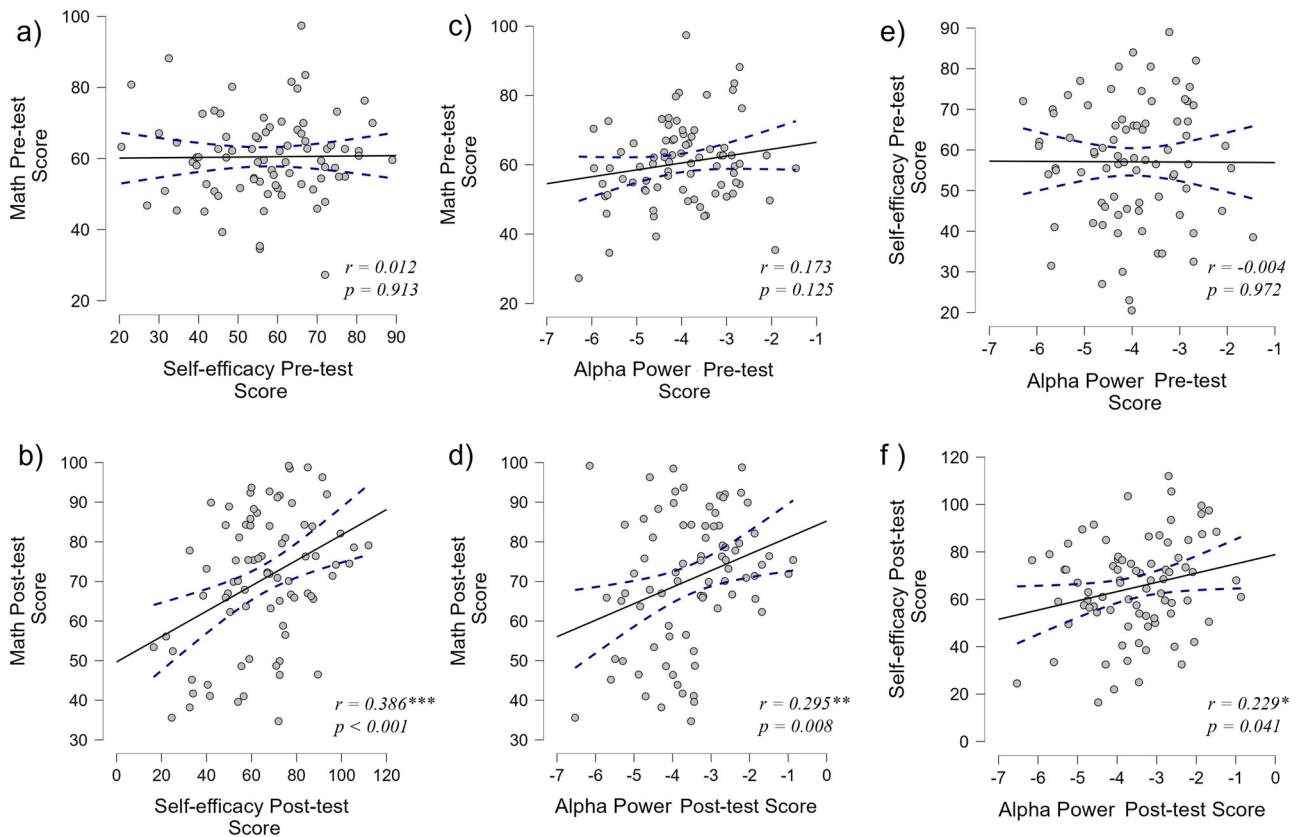 a)
Math Pre-test
Score
100
80
60
40
20
r = 0.012
p = 0.913
20 30 40 50 60 70 80 90
Self-efficacy Pre-test
Score
c)
Math Pre-test
Score
100
80
60
40
20
r = 0.173
p = 0.125
-7 -6 -5 -4 -3 -2 -1
Alpha Power Pre-test
Score
e)
Self-efficacy Pre-test
Score
90
80
70
60
50
40
30
20
r = -0.004
p = 0.972
-7 -6 -5 -4 -3 -2 -1
Alpha Power Pre-test
Score
b)
Math Post-test
Score
100
90
80
70
60
50
40
30
r = 0.386***
p < 0.001
0 20 40 60 80 100 120
Self-efficacy Post-test
Score
d)
Math Post-test
Score
100
90
80
70
60
50
40
30
r = 0.295**
p = 0.008
-7 -6 -5 -4 -3 -2 -1 0
Alpha Power Post-test Score
f )
Self-efficacy Post-test
Score
120
100
80
60
40
20
0
r = 0.229*
p = 0.041
-7 -6 -5 -4 -3 -2 -1 0
Alpha Power Post-test Score